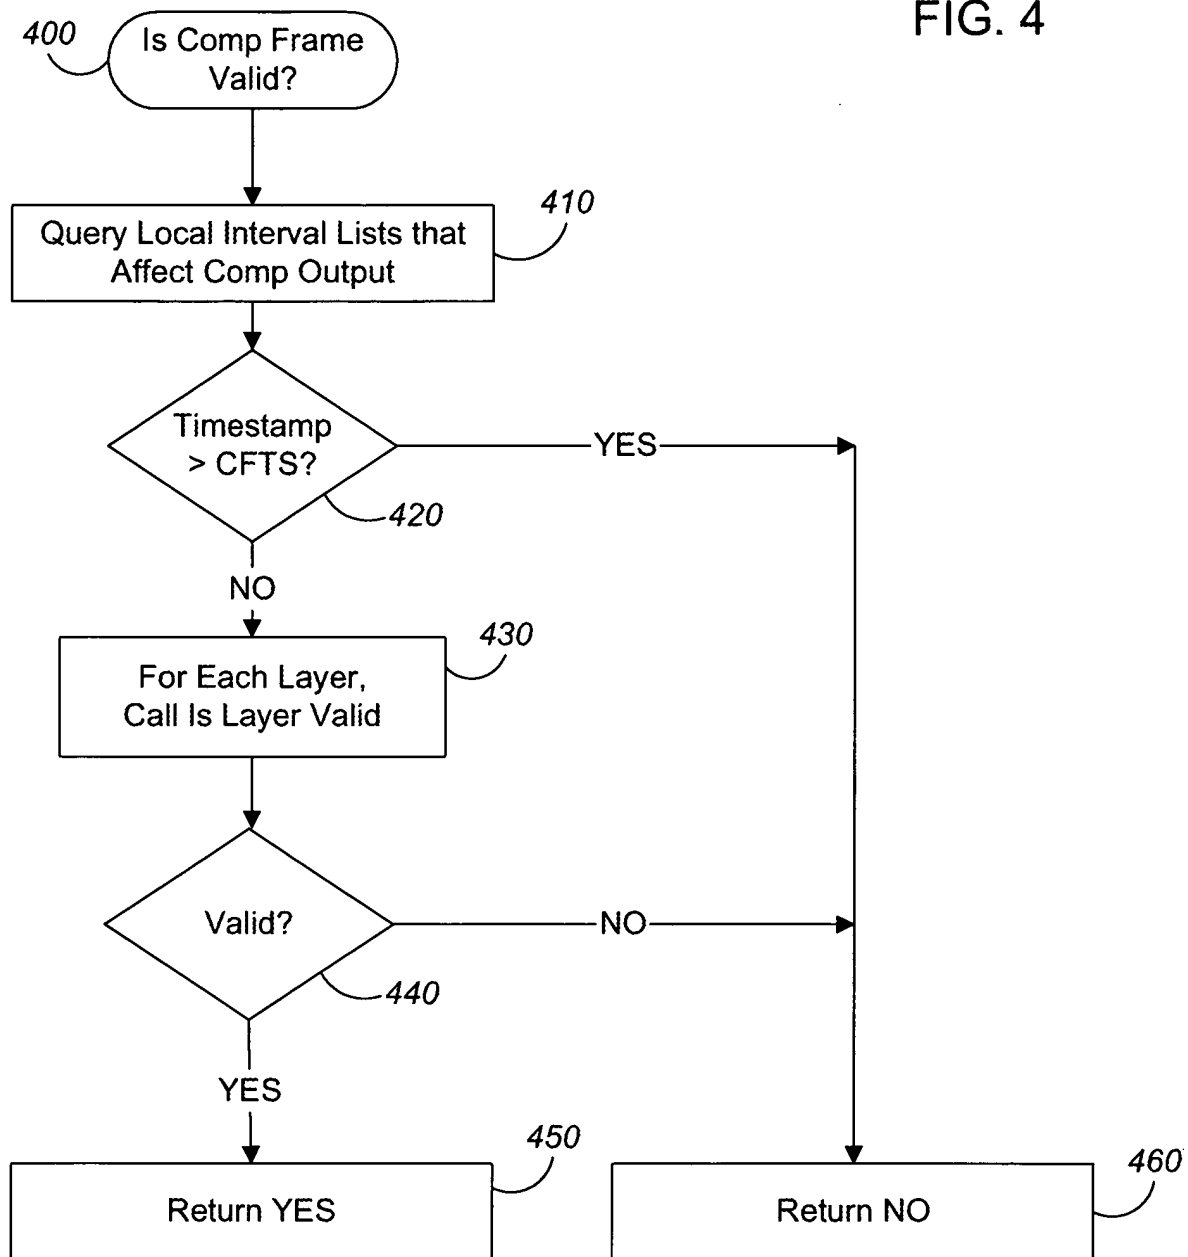 FIG. 4
400
Is Comp Frame
Valid?
410
Query Local Interval Lists that
Affect Comp Output
Timestamp
> CFTS?
YES
420
NO
430
For Each Layer,
Call Is Layer Valid
Valid?
NO
440
YES
450
Return YES
460
Return NO